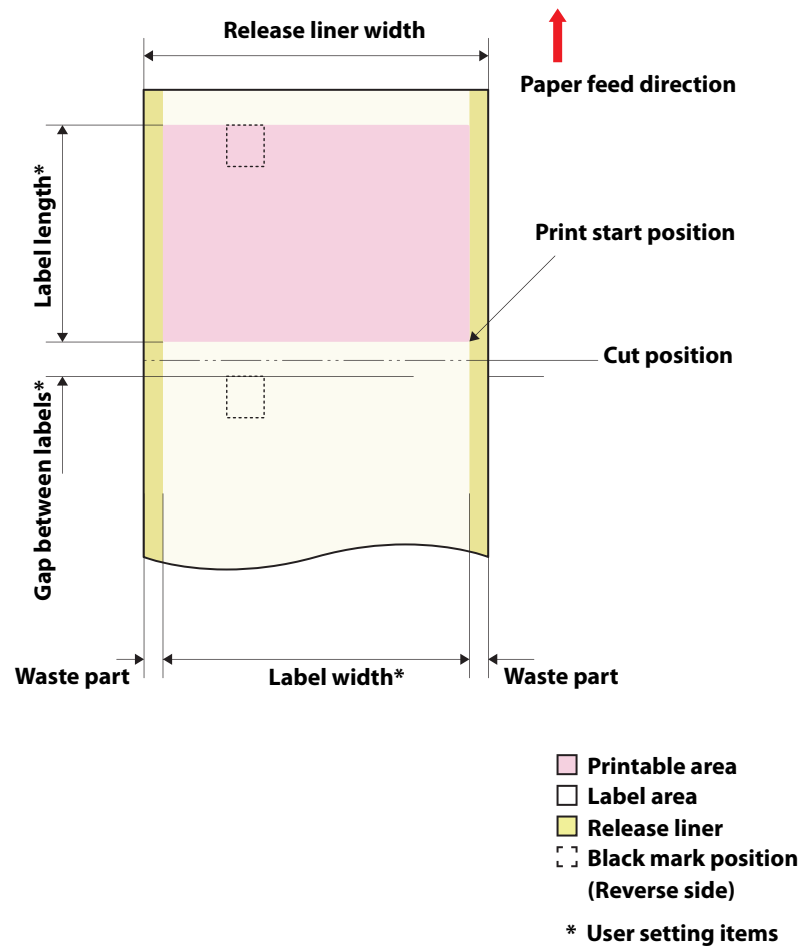 Release liner width
Paper feed direction
Label length*
Print start position
Cut position
Gap between labels*
Waste part
Label width*
Waste part
Printable area
Label area
Release liner
Black mark position
(Reverse side)
* User setting items